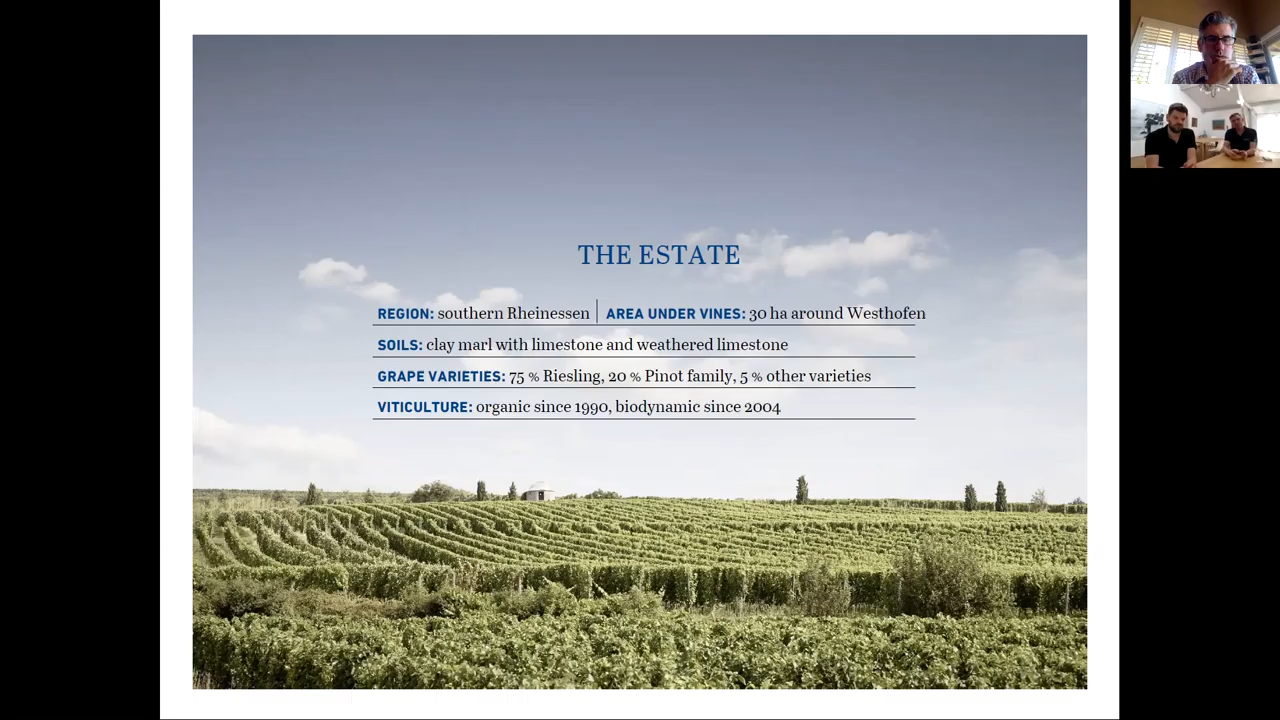 THE ESTATE
REGION: southern Rheinessen | AREA UNDER VINES: 30 ha around Westhofen
SOILS: clay marl with limestone and weathered limestone
GRAPE VARIETIES: 75 % Riesling, 20 % Pinot family, 5 % other varieties
VITICULTURE: organic since 1990, biodynamic since 2004